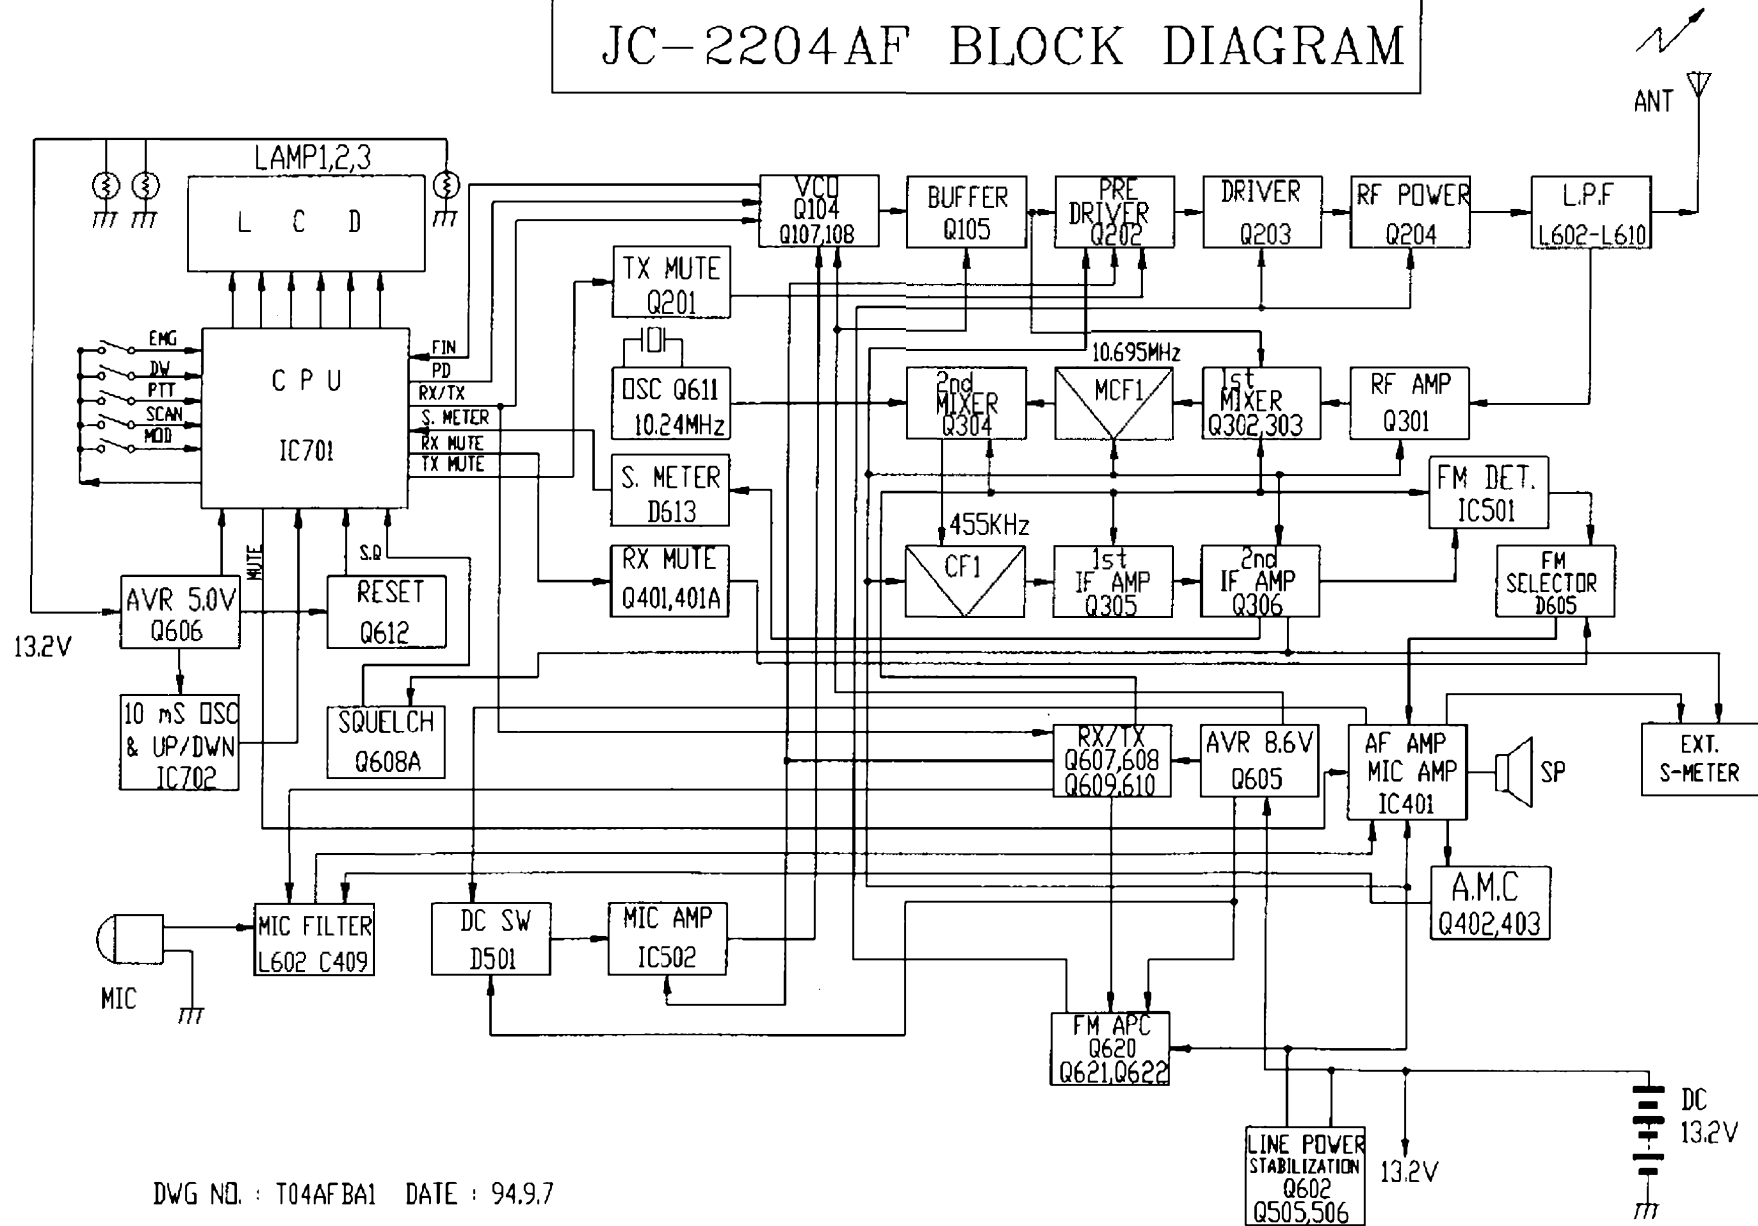 JC-2204AF BLOCK DIAGRAM
ANT
LAMP1,2,3
L C D
VCO
Q104
Q107,108
BUFFER
Q105
PRE
DRIVER
Q202
DRIVER
Q203
RF POWER
Q204
L.P.F
L602-L610
TX MUTE
Q201
EMG
DW
PTT
SCAN
MOD
C P U
IC701
FIN
PD
RX/TX
S. METER
RX MUTE
TX MUTE
OSC Q611
10.24MHz
2nd
MIXER
Q304
10.695MHz
MCF1
1st
MIXER
Q302,303
RF AMP
Q301
S. METER
D613
FM DET.
IC501
455KHz
RX MUTE
Q401,401A
CF1
1st
IF AMP
Q305
2nd
IF AMP
Q306
FM
SELECTOR
D605
MUTE
S.Q
13.2V
AVR 5.0V
Q606
RESET
Q612
10 mS OSC
& UP/DWN
IC702
SQUELCH
Q608A
RX/TX
Q607,608
Q609,610
AVR 8.6V
Q605
AF AMP
MIC AMP
IC401
SP
EXT.
S-METER
A.M.C
Q402,403
MIC
MIC FILTER
L602 C409
DC SW
D501
MIC AMP
IC502
FM APC
Q620
Q621,Q622
LINE POWER
STABILIZATION
Q602
Q505,506
13.2V
DC
13.2V
DWG NO. : T04AFBA1 DATE : 94.9.7